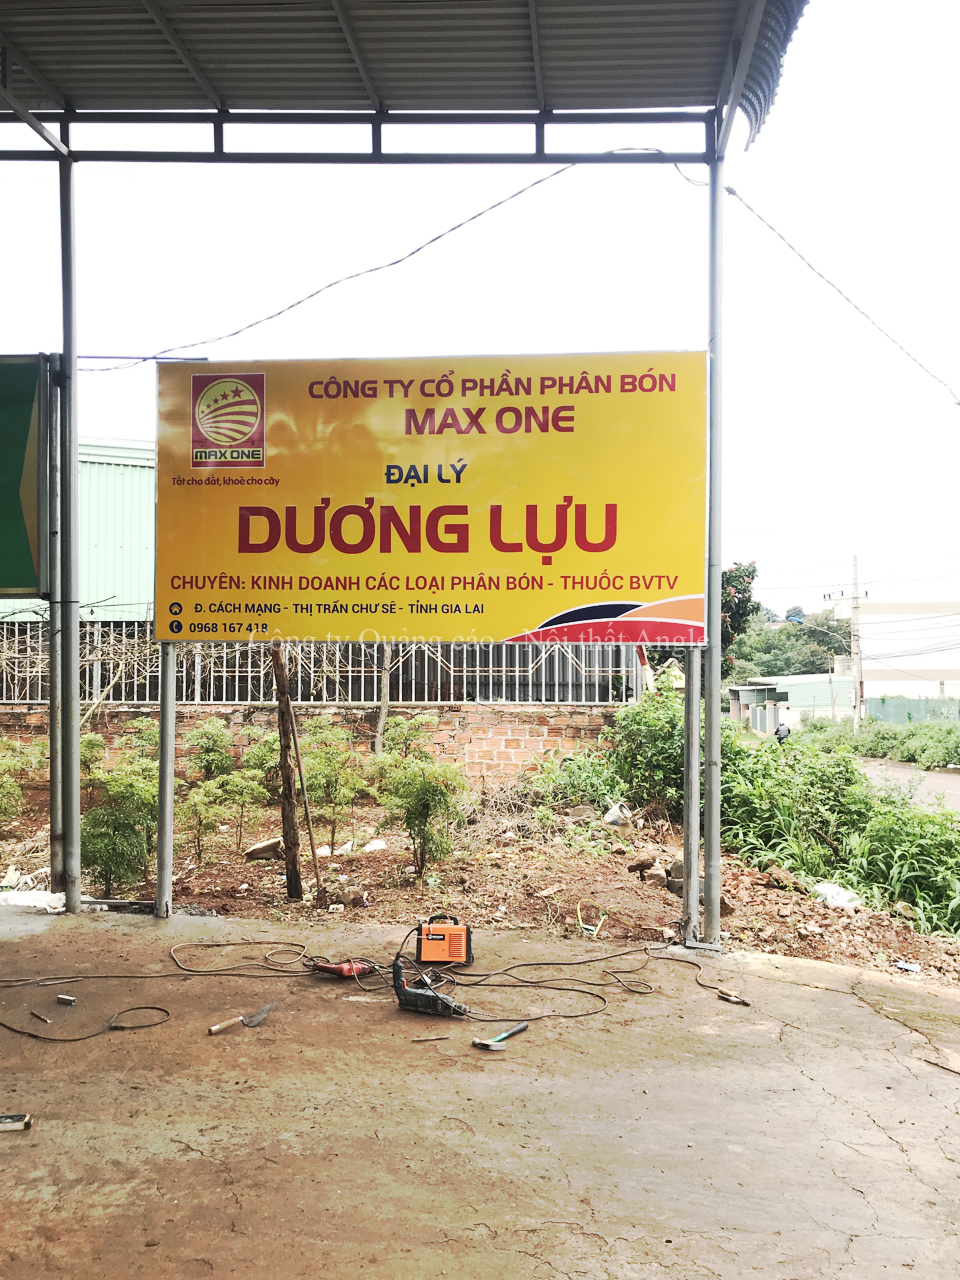 CÔNG TY CỔ PHẦN PHÂN BÓN
MAX ONE
MAX ONE
Tốt cho đất, khoẻ cho cây
ĐẠI LÝ
DƯƠNG LỰU
CHUYÊN: KINH DOANH CÁC LOẠI PHÂN BÓN - THUỐC BVTV
Đ. CÁCH MẠNG - THỊ TRẤN CHƯ SÊ - TỈNH GIA LAI
0968 167 418
Công ty Quảng cáo - Nội thất Angle